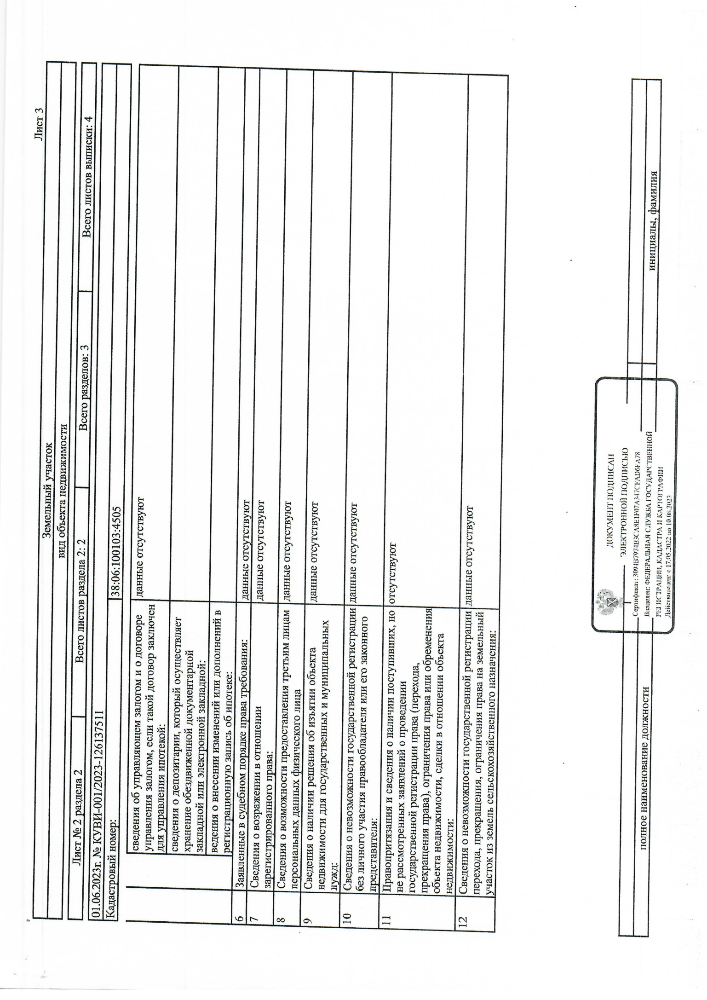 Лист 3
Земельный участок
вид объекта недвижимости
Лист № 2 раздела 2
Всего листов раздела 2: 2
Всего разделов: 3
Всего листов выписки: 4
01.06.2023г. № КУВИ-001/2023-126137511
Кадастровый номер:
38:06:100103:4505
сведения об управляющем залогом и о договоре
управления залогом, если такой договор заключен
для управления ипотекой:
данные отсутствуют
сведения о депозитарии, который осуществляет
хранение обездвиженной документарной
закладной или электронной закладной:
ведения о внесении изменений или дополнений в
регистрационную запись об ипотеке:
6
Заявленные в судебном порядке права требования:
данные отсутствуют
7
Сведения о возражении в отношении
зарегистрированного права:
данные отсутствуют
8
Сведения о возможности предоставления третьим лицам
персональных данных физического лица
данные отсутствуют
9
Сведения о наличии решения об изъятии объекта
недвижимости для государственных и муниципальных
нужд:
данные отсутствуют
10
Сведения о невозможности государственной регистрации
без личного участия правообладателя или его законного
представителя:
данные отсутствуют
11
Правопритязания и сведения о наличии поступивших, но
не рассмотренных заявлений о проведении
государственной регистрации права (перехода,
прекращения права), ограничения права или обременения
объекта недвижимости, сделки в отношении объекта
недвижимости:
отсутствуют
12
Сведения о невозможности государственной регистрации
перехода, прекращения, ограничения права на земельный
участок из земель сельскохозяйственного назначения:
данные отсутствуют
ДОКУМЕНТ ПОДПИСАН
ЭЛЕКТРОННОЙ ПОДПИСЬЮ
Сертификат:
Владелец: ФЕДЕРАЛЬНАЯ СЛУЖБА ГОСУДАРСТВЕННОЙ
РЕГИСТРАЦИИ, КАДАСТРА И КАРТОГРАФИИ
Действителен: с 17.05.2022 по 10.08.2023
полное наименование должности
инициалы, фамилия